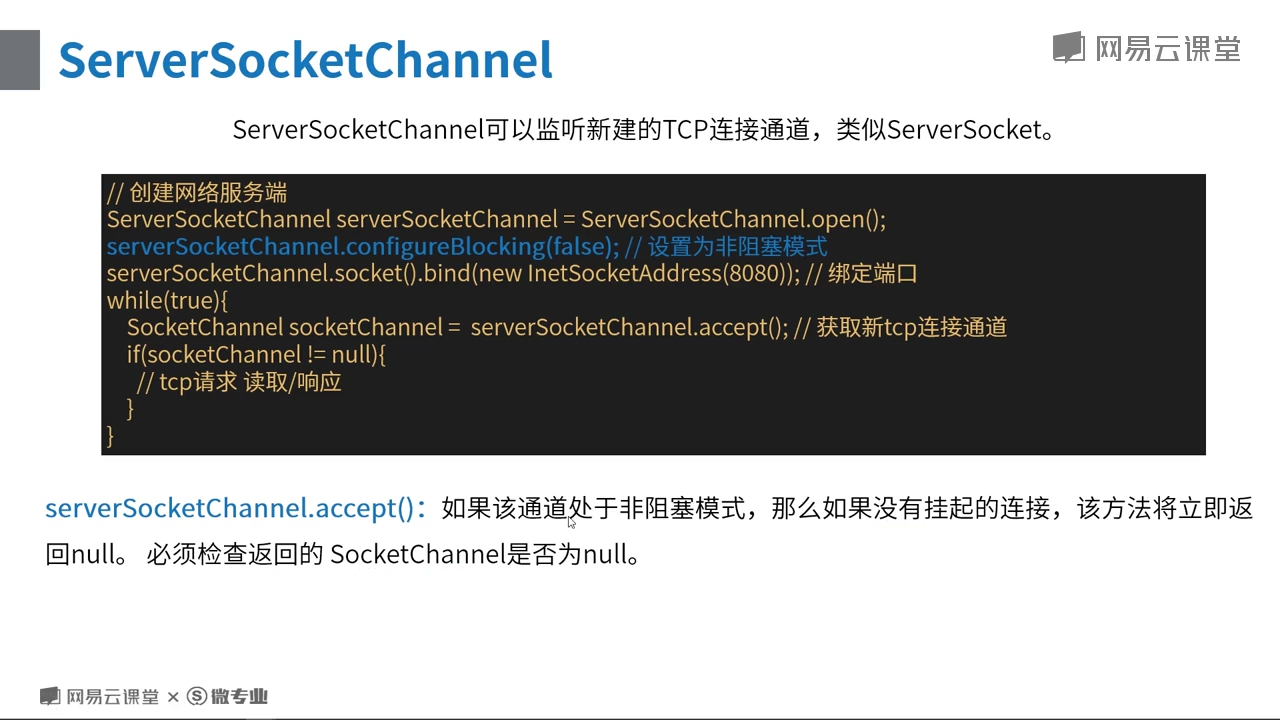 ServerSocketChannel
网易云课堂
ServerSocketChannel可以监听新建的TCP连接通道，类似ServerSocket。
// 创建网络服务端
ServerSocketChannel serverSocketChannel = ServerSocketChannel.open();
serverSocketChannel.configureBlocking(false); // 设置为非阻塞模式
serverSocketChannel.socket().bind(new InetSocketAddress(8080)); // 绑定端口
while(true){
SocketChannel socketChannel = serverSocketChannel.accept(); // 获取新tcp连接通道
if(socketChannel != null){
// tcp请求 读取/响应
}
}
serverSocketChannel.accept()：如果该通道处于非阻塞模式，那么如果没有挂起的连接，该方法将立即返
回null。 必须检查返回的 SocketChannel是否为null。
网易云课堂 × S 微专业